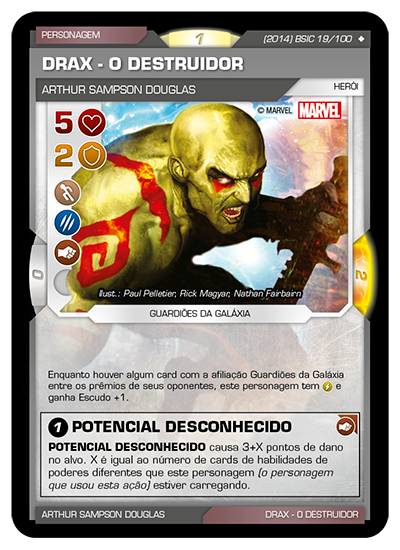 PERSONAGEM
1
(2014) BSIC 19/100
DRAX - O DESTRUIDOR
ARTHUR SAMPSON DOUGLAS
HERÓI
© MARVEL MARVEL
5
2
0
2
Illust.: Paul Pelletier, Rick Magyar, Nathan Fairbairn
GUARDIÕES DA GALÁXIA
Enquanto houver algum card com a afiliação Guardiões da Galáxia
entre os prêmios de seus oponentes, este personagem tem
e
ganha Escudo +1.
1 POTENCIAL DESCONHECIDO
POTENCIAL DESCONHECIDO causa 3+X pontos de dano
no alvo. X é igual ao número de cards de habilidades de
poderes diferentes que este personagem (o personagem
que usou esta ação) estiver carregando.
ARTHUR SAMPSON DOUGLAS
DRAX - O DESTRUIDOR